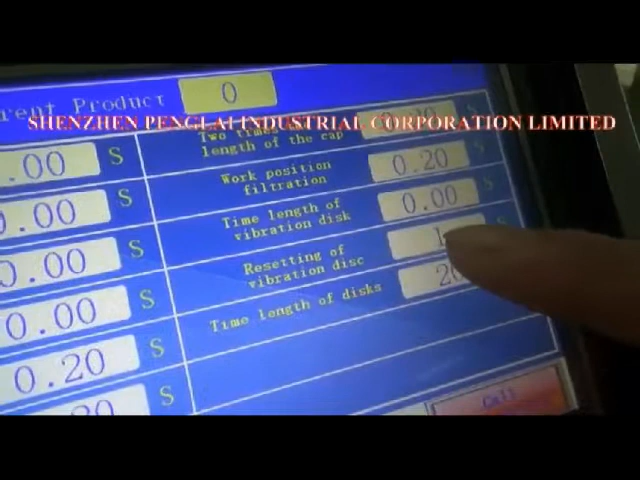 rent Product 0
SHENZHEN PENGLAI INDUSTRIAL CORPORATION LIMITED
Two times
length of the cap
.00 S
Work position
filtration
0.20 S
0.00 S
Time length of
vibration disk
0.00 S
0.00 S
Resetting of
vibration disc
S
0.00 S
Time length of disks
0.20 S
S